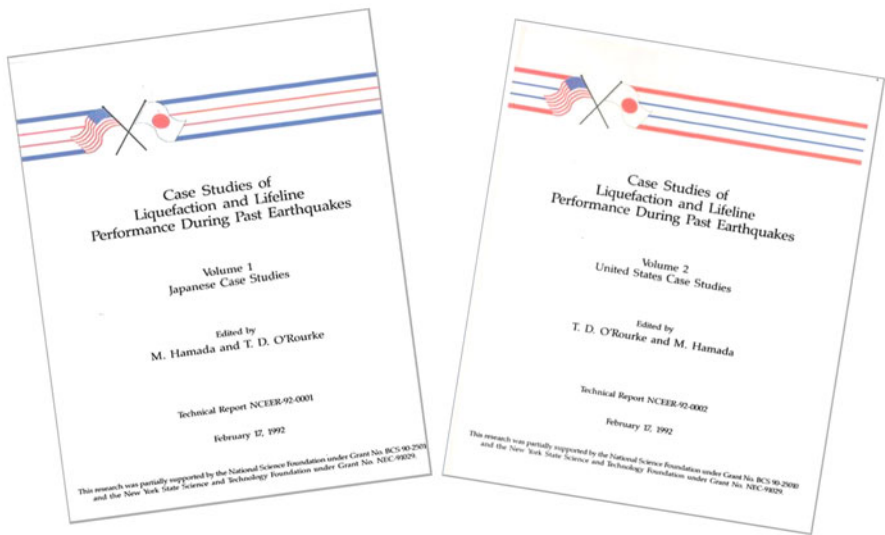 Case Studies of
Liquefaction and Lifeline
Performance During Past Earthquakes
Volume 1
Japanese Case Studies
Edited by
M. Hamada and T. D. O'Rourke
Technical Report NCEER-92-0001
February 17, 1992
This research was partially supported by the National Science Foundation under Grant No. BCS 90-2501
and the New York State Science and Technology Foundation under Grant No. NEC-91029.
Case Studies of
Liquefaction and Lifeline
Performance During Past Earthquakes
Volume 2
United States Case Studies
Edited by
T. D. O'Rourke and M. Hamada
Technical Report NCEER-92-0002
February 17, 1992
This research was partially supported by the National Science Foundation under Grant No. BCS 90-25010
and the New York State Science and Technology Foundation under Grant No. NEC-91029.